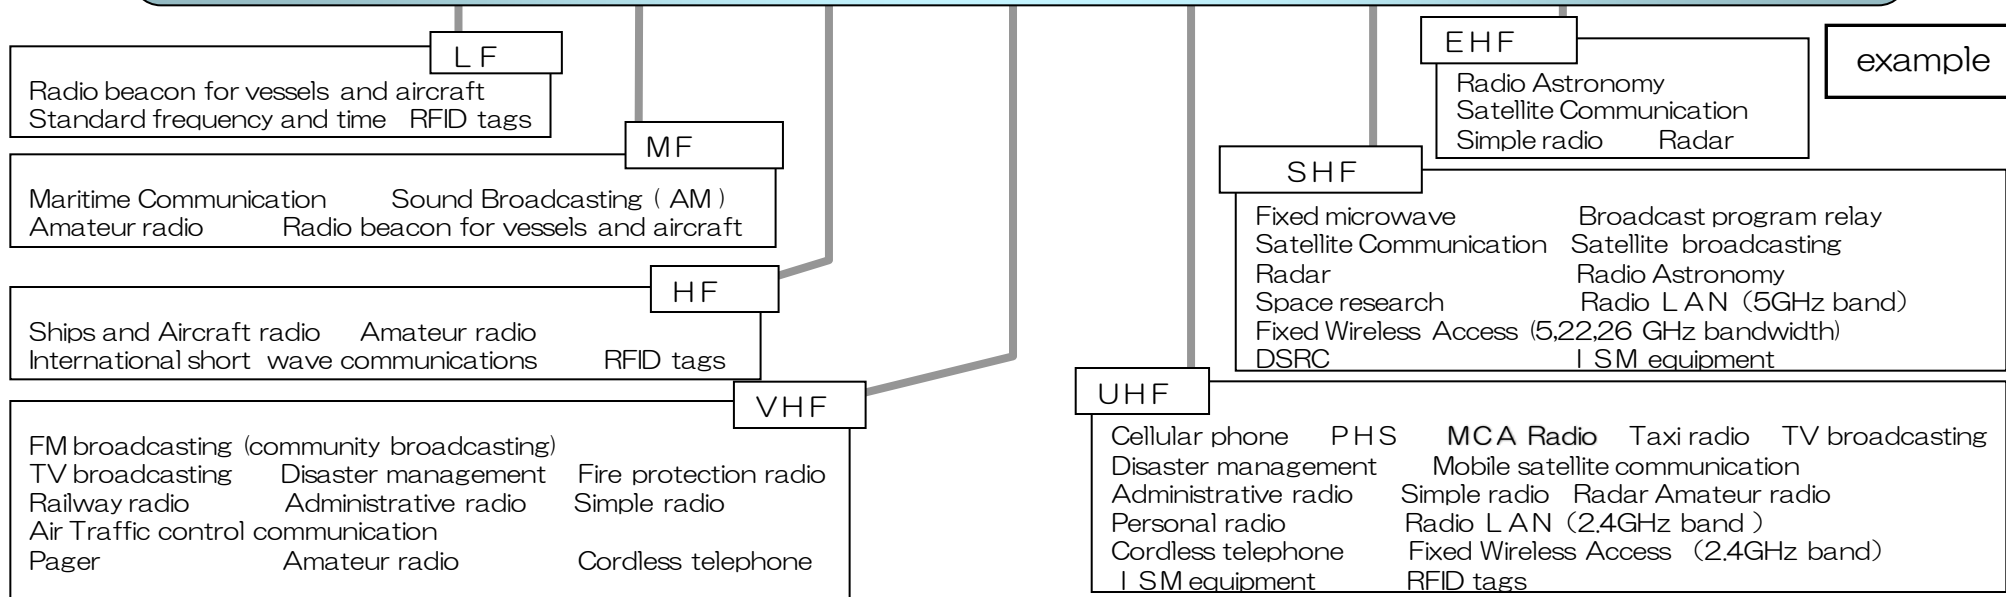 LF
Radio beacon for vessels and aircraft
Standard frequency and time RFID tags
MF
Maritime Communication Sound Broadcasting ( AM )
Amateur radio Radio beacon for vessels and aircraft
HF
Ships and Aircraft radio Amateur radio
International short wave communications RFID tags
VHF
FM broadcasting (community broadcasting)
TV broadcasting Disaster management Fire protection radio
Railway radio Administrative radio Simple radio
Air Traffic control communication
Pager Amateur radio Cordless telephone
EHF
Radio Astronomy
Satellite Communication
Simple radio Radar
example
SHF
Fixed microwave Broadcast program relay
Satellite Communication Satellite broadcasting
Radar Radio Astronomy
Space research Radio LAN (5GHz band)
Fixed Wireless Access (5,22,26 GHz bandwidth)
DSRC ISM equipment
UHF
Cellular phone PHS MCA Radio Taxi radio TV broadcasting
Disaster management Mobile satellite communication
Administrative radio Simple radio Radar Amateur radio
Personal radio Radio LAN (2.4GHz band )
Cordless telephone Fixed Wireless Access (2.4GHz band)
ISM equipment RFID tags